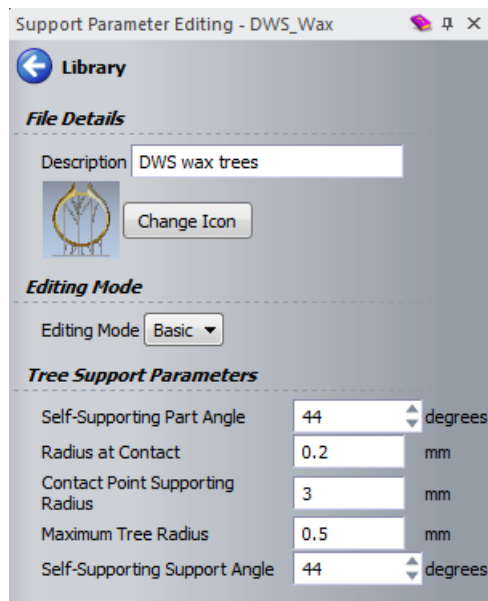 Support Parameter Editing - DWS_Wax
Library
File Details
Description DWS wax trees
Change Icon
Editing Mode
Editing Mode Basic
Tree Support Parameters
Self-Supporting Part Angle 44 degrees
Radius at Contact 0.2 mm
Contact Point Supporting
Radius 3 mm
Maximum Tree Radius 0.5 mm
Self-Supporting Support Angle 44 degrees